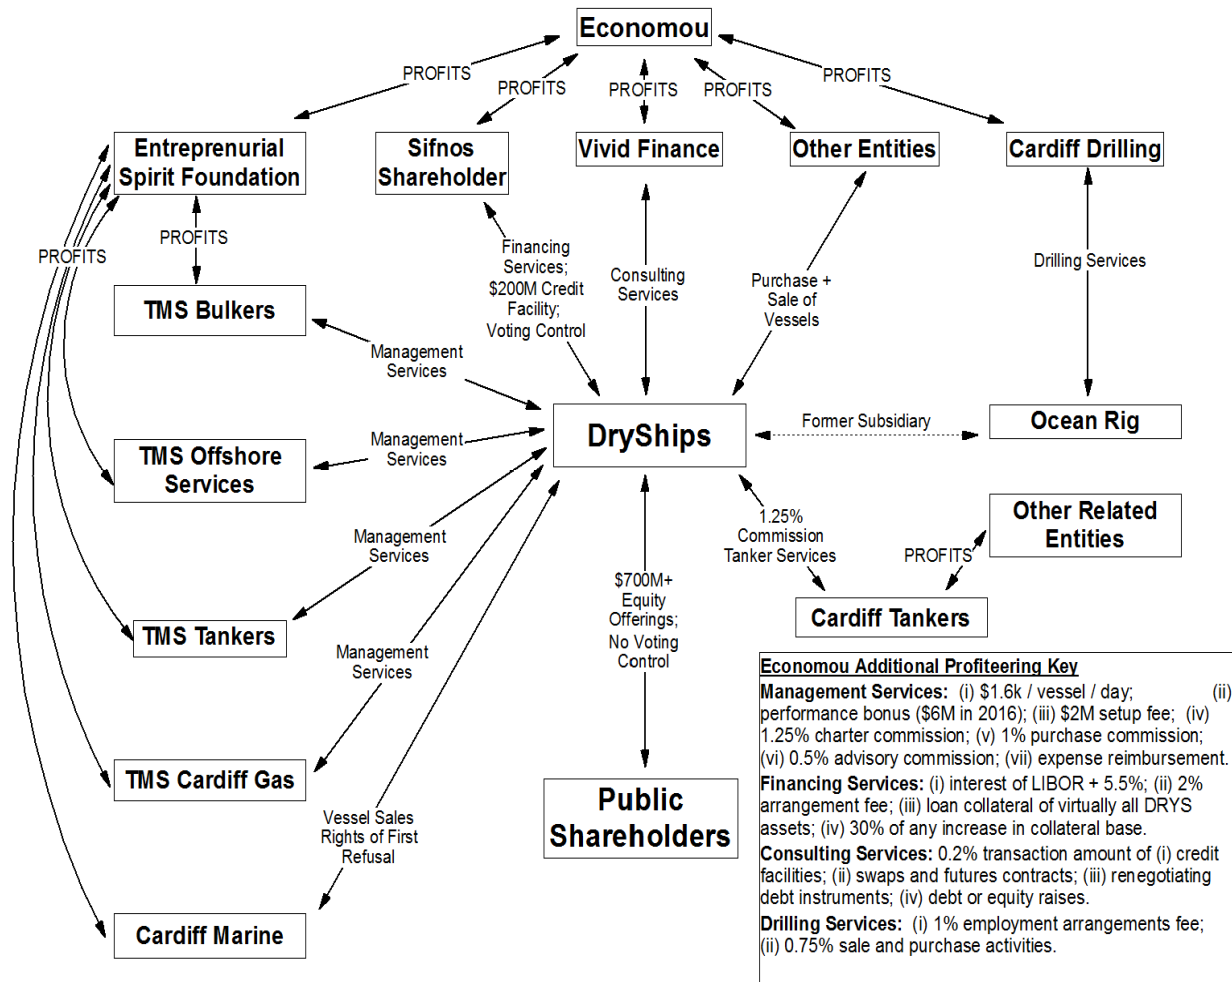 Economou
PROFITS
PROFITS
PROFITS
PROFITS
PROFITS
Entreprenurial
Spirit Foundation
Sifnos
Shareholder
Vivid Finance
Other Entities
Cardiff Drilling
PROFITS
PROFITS
Financing
Services;
$200M Credit
Facility;
Voting Control
Consulting
Services
Purchase +
Sale of
Vessels
Drilling Services
TMS Bulkers
Management
Services
DryShips
Former Subsidiary
Ocean Rig
TMS Offshore
Services
Management
Services
Management
Services
1.25%
Commission
Tanker Services
Other Related
Entities
PROFITS
$700M+
Equity
Offerings;
No Voting
Control
Cardiff Tankers
TMS Tankers
Management
Services
TMS Cardiff Gas
Vessel Sales
Rights of First
Refusal
Public
Shareholders
Cardiff Marine
Economou Additional Profiteering Key
Management Services: (i) $1.6k / vessel / day; (ii)
performance bonus ($6M in 2016); (iii) $2M setup fee; (iv)
1.25% charter commission; (v) 1% purchase commission;
(vi) 0.5% advisory commission; (vii) expense reimbursement.
Financing Services: (i) interest of LIBOR + 5.5%; (ii) 2%
arrangement fee; (iii) loan collateral of virtually all DRYS
assets; (iv) 30% of any increase in collateral base.
Consulting Services: 0.2% transaction amount of (i) credit
facilities; (ii) swaps and futures contracts; (iii) renegotiating
debt instruments; (iv) debt or equity raises.
Drilling Services: (i) 1% employment arrangements fee;
(ii) 0.75% sale and purchase activities.